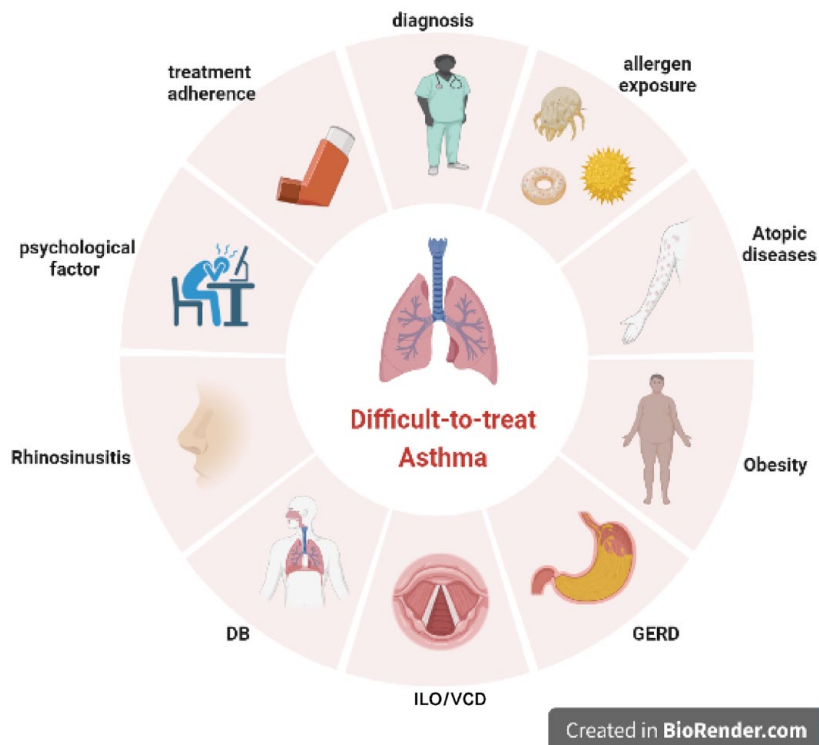 diagnosis
allergen
exposure
Atopic
diseases
Obesity
GERD
ILO/VCD
DB
Rhinosinusitis
psychological
factor
treatment
adherence
Difficult-to-treat
Asthma
Created in BioRender.com